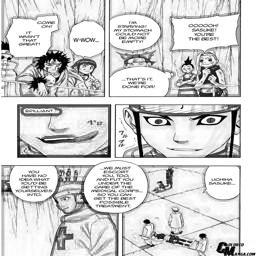 OOOOOH!
SASUKE!
YOU'RE
THE BEST!
I'M
STARVING!
MY STOMACH
COULD NOT
BE MORE
EMPTY!
...THAT'S IT.
WE'RE
DONE FOR!
COME
ON!
IT
WASN'T
THAT
GREAT!
W-WOW...
BRILLIANT
UCHIHA
SASUKE...
...WE MUST
ESCORT
YOU, TOO,
AND PUT YOU
UNDER THE
CARE OF THE
MEDICAL CORPS...
SO YOU CAN
GET THE BEST
POSSIBLE
TREATMENT.
YOU HAVE
NO IDEA
WHAT
YOU'D BE
GETTING
YOURSELVES
INTO.